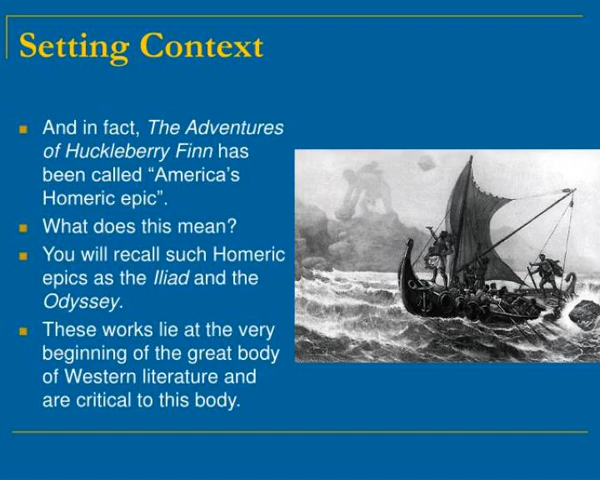 Setting Context
And in fact, The Adventures
of Huckleberry Finn has
been called “America’s
Homeric epic”.
What does this mean?
You will recall such Homeric
epics as the Iliad and the
Odyssey.
These works lie at the very
beginning of the great body
of Western literature and
are critical to this body.